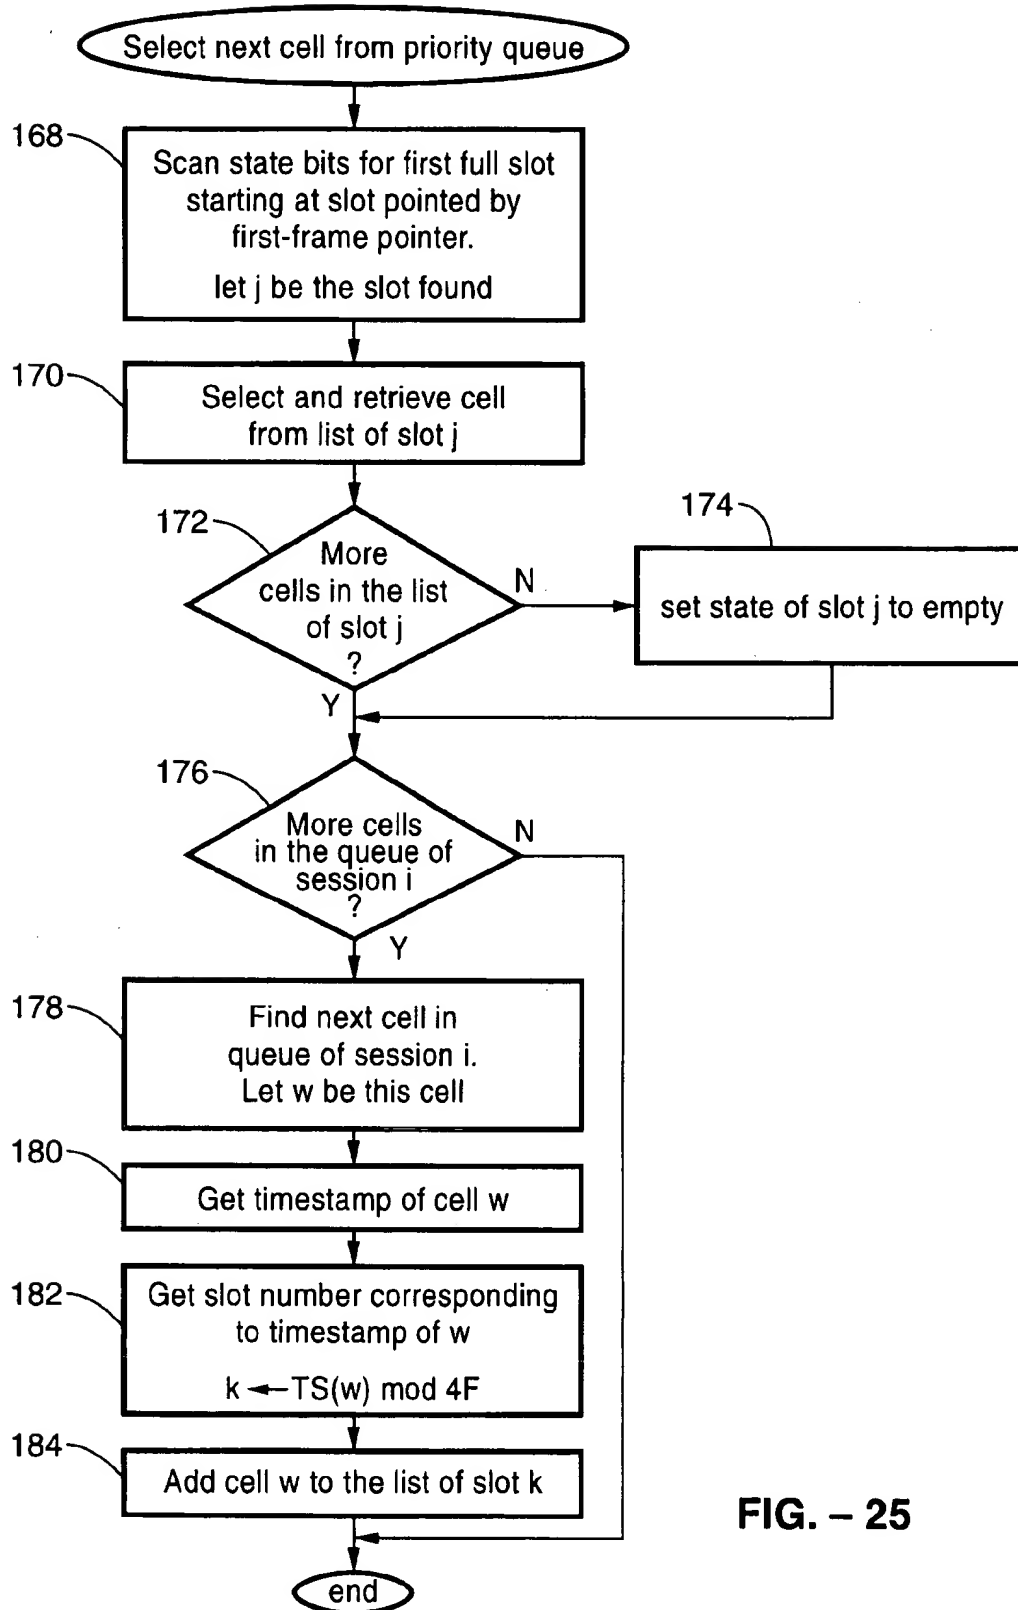 Select next cell from priority queue
168
Scan state bits for first full slot
starting at slot pointed by
first-frame pointer.
let j be the slot found
170
Select and retrieve cell
from list of slot j
172
More
cells in the list
of slot j
?
N
Y
174
set state of slot j to empty
176
More cells
in the queue of
session i
?
N
Y
178
Find next cell in
queue of session i.
Let w be this cell
180
Get timestamp of cell w
182
Get slot number corresponding
to timestamp of w
k ← TS(w) mod 4F
184
Add cell w to the list of slot k
end
FIG. – 25